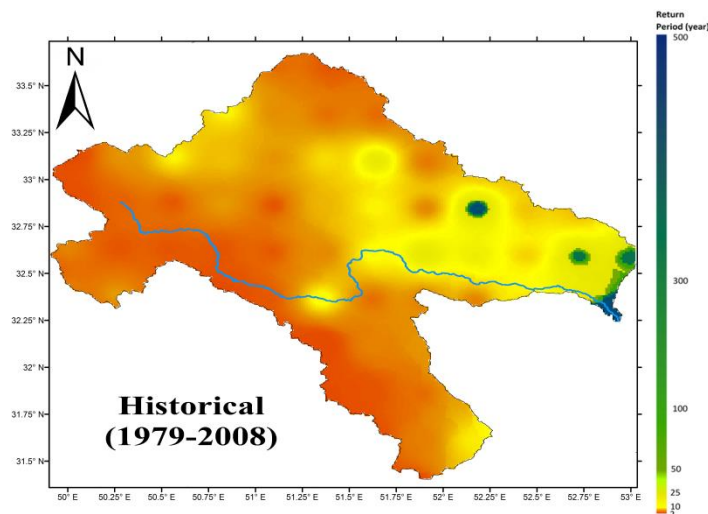 Return
Period (year)
500
300
100
50
25
10
2
N
33.5° N
33.25° N
33° N
32.75° N
32.5° N
32.25° N
32° N
31.75° N
31.5° N
Historical
(1979-2008)
50° E
50.25° E
50.5° E
50.75° E
51° E
51.25° E
51.5° E
51.75° E
52° E
52.25° E
52.5° E
52.75° E
53° E